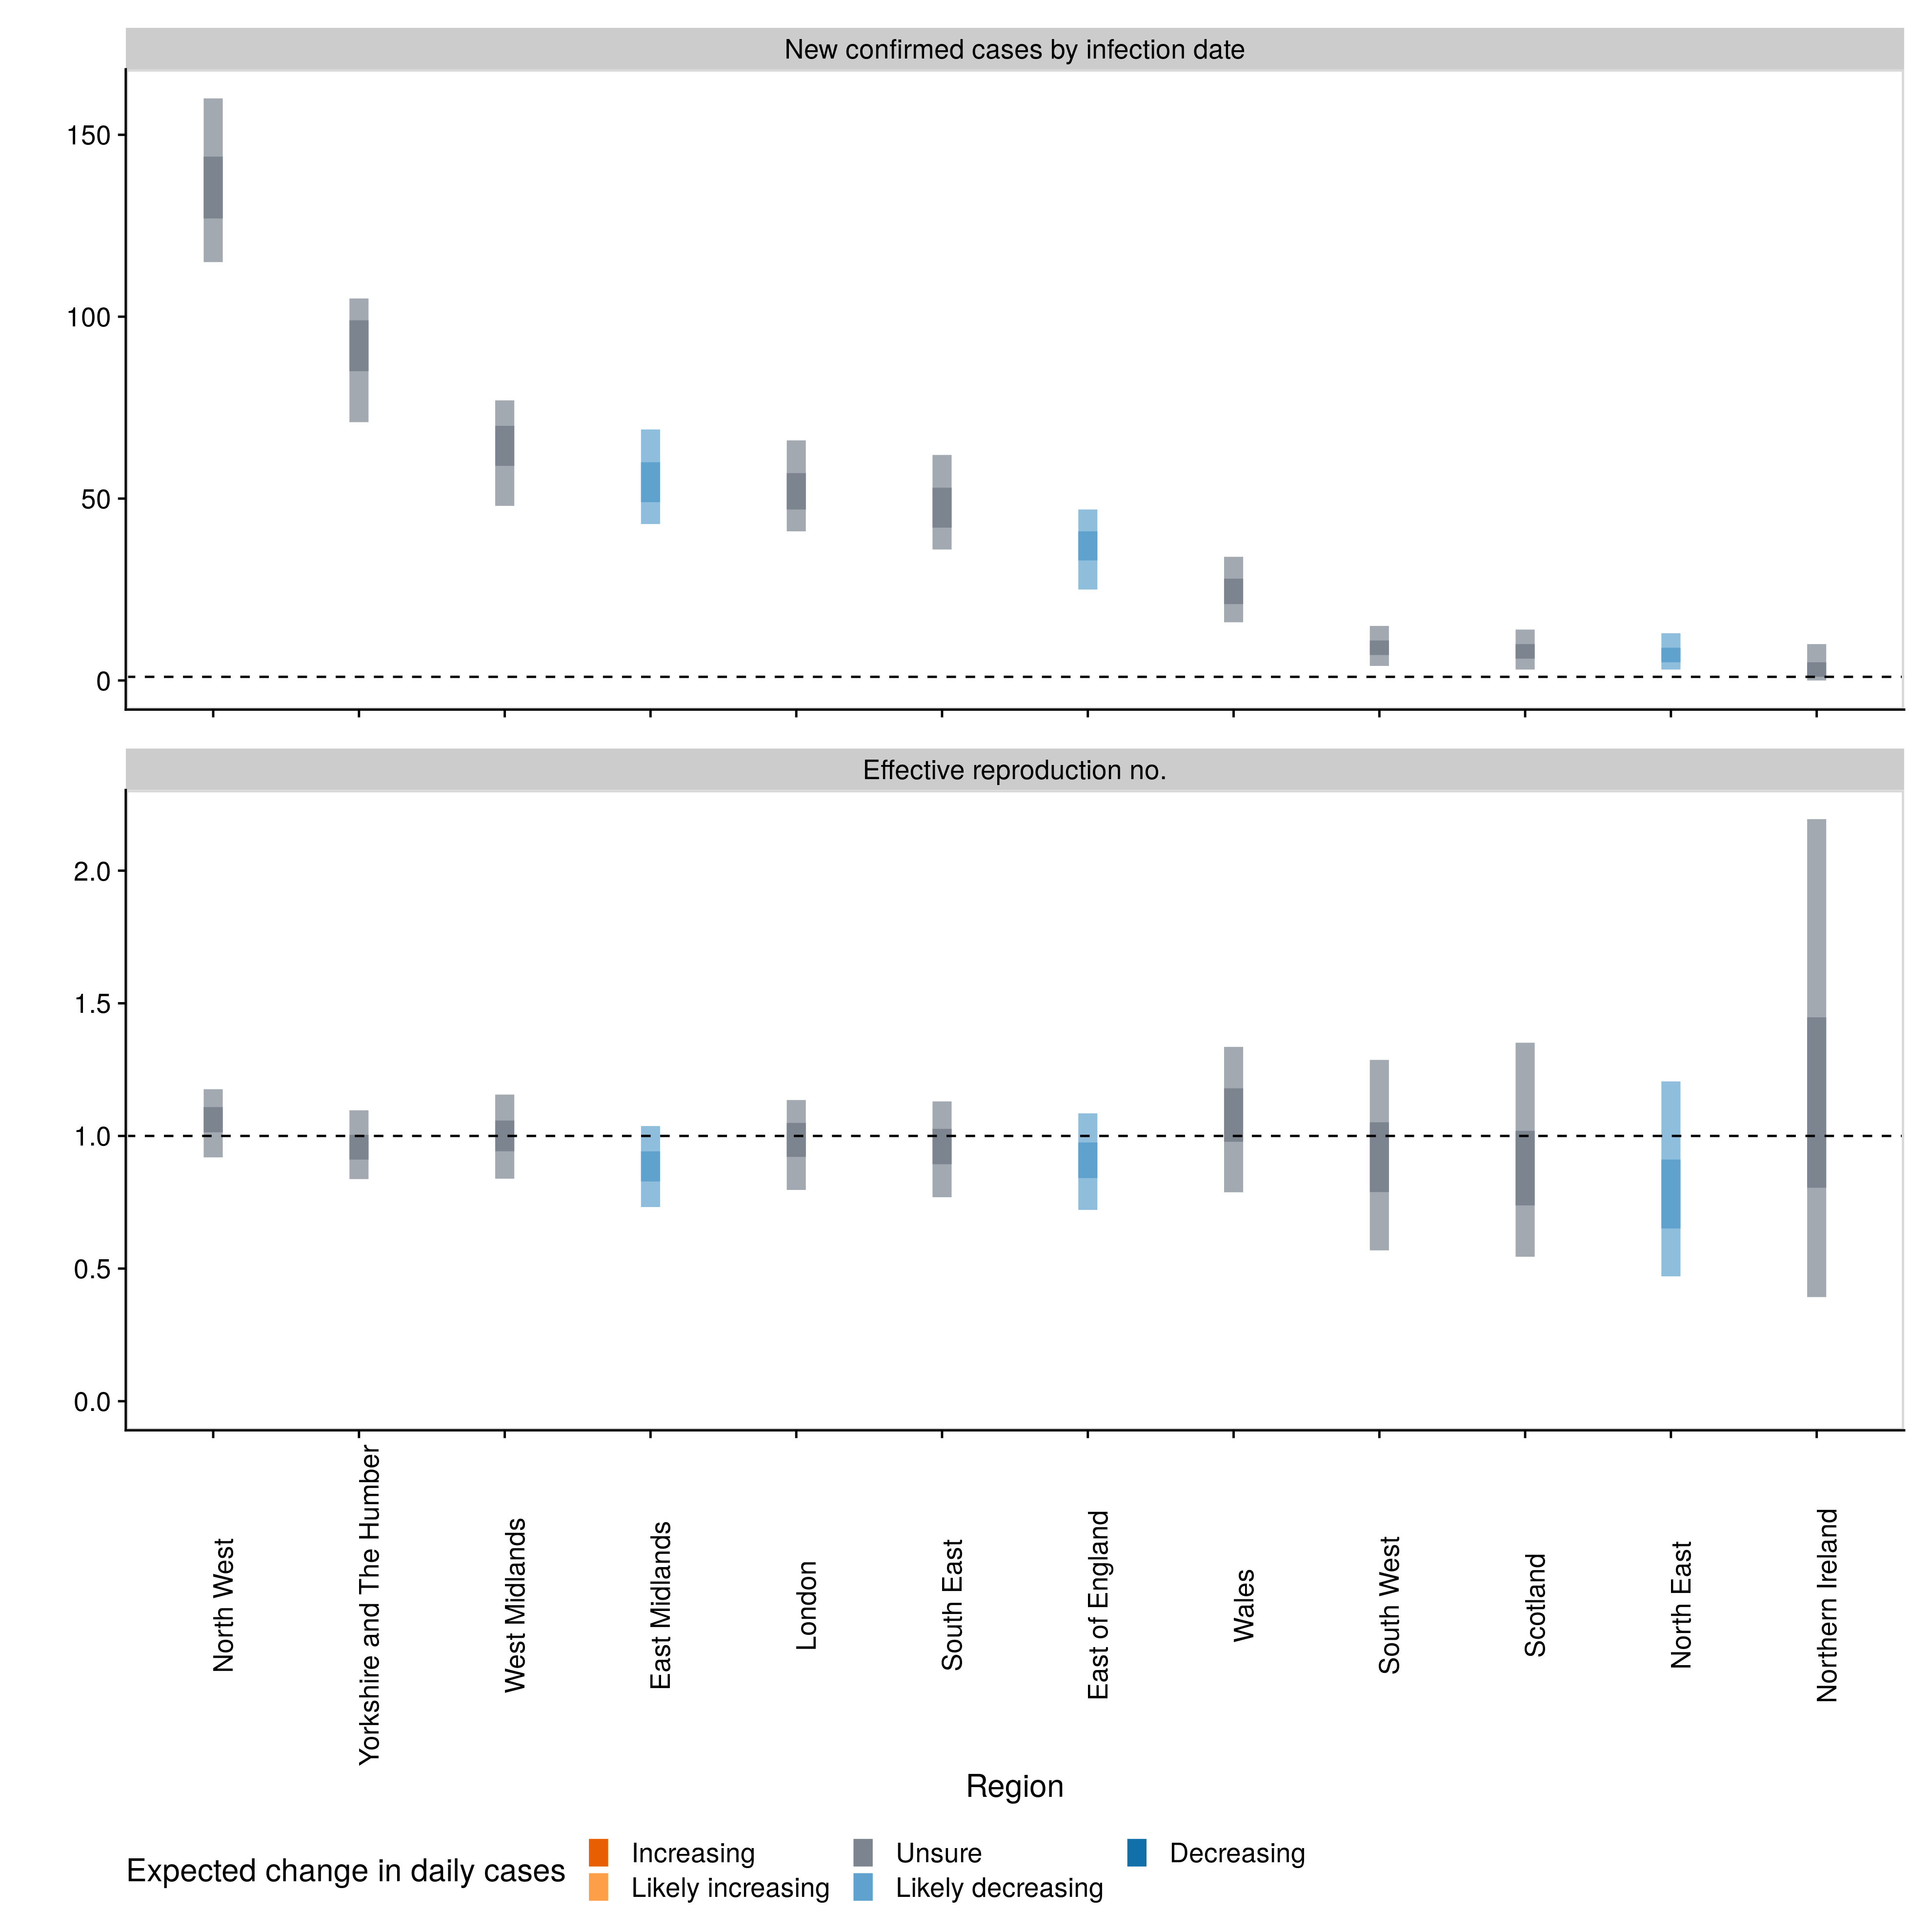 New confirmed cases by infection date
150
100
50
0
Effective reproduction no.
2.0
1.5
1.0
0.5
0.0
North West
Yorkshire and The Humber
West Midlands
East Midlands
London
South East
East of England
Wales
South West
Scotland
North East
Northern Ireland
Region
Expected change in daily cases
Increasing
Likely increasing
Unsure
Likely decreasing
Decreasing